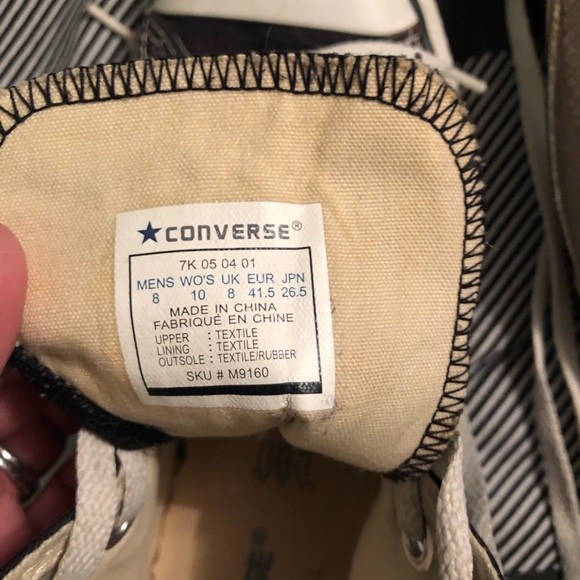 ★CONVERSE®
7K 05 04 01
MENS WO'S UK EUR JPN
8 10 8 41.5 26.5
MADE IN CHINA
FABRIQUÉ EN CHINE
UPPER : TEXTILE
LINING : TEXTILE
OUTSOLE : TEXTILE/RUBBER
SKU # M9160